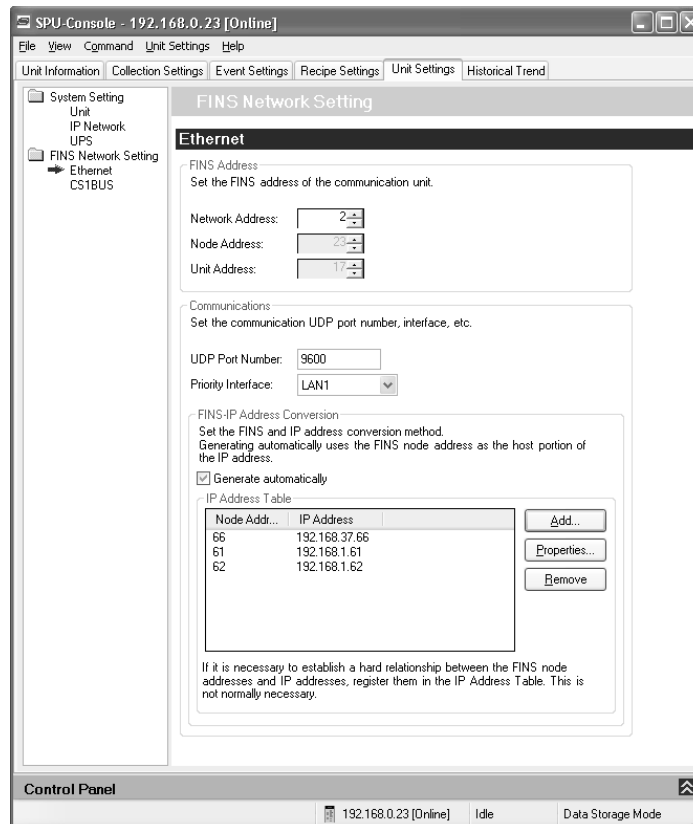 SPU-Console - 192.168.0.23 [Online]
File View Command Unit Settings Help
Unit Information Collection Settings Event Settings Recipe Settings Unit Settings Historical Trend
System Setting
Unit
IP Network
UPS
FINS Network Setting
Ethernet
CS1BUS
FINS Network Setting
Ethernet
FINS Address
Set the FINS address of the communication unit.
Network Address: 2
Node Address: 23
Unit Address: 17
Communications
Set the communication UDP port number, interface, etc.
UDP Port Number: 9600
Priority Interface: LAN1
FINS-IP Address Conversion
Set the FINS and IP address conversion method.
Generating automatically uses the FINS node address as the host portion of
the IP address.
Generate automatically
IP Address Table
Node Addr... IP Address
66 192.168.37.66
61 192.168.1.61
62 192.168.1.62
Add...
Properties...
Remove
If it is necessary to establish a hard relationship between the FINS node
addresses and IP addresses, register them in the IP Address Table. This is
not normally necessary.
Control Panel
192.168.0.23 [Online] Idle Data Storage Mode